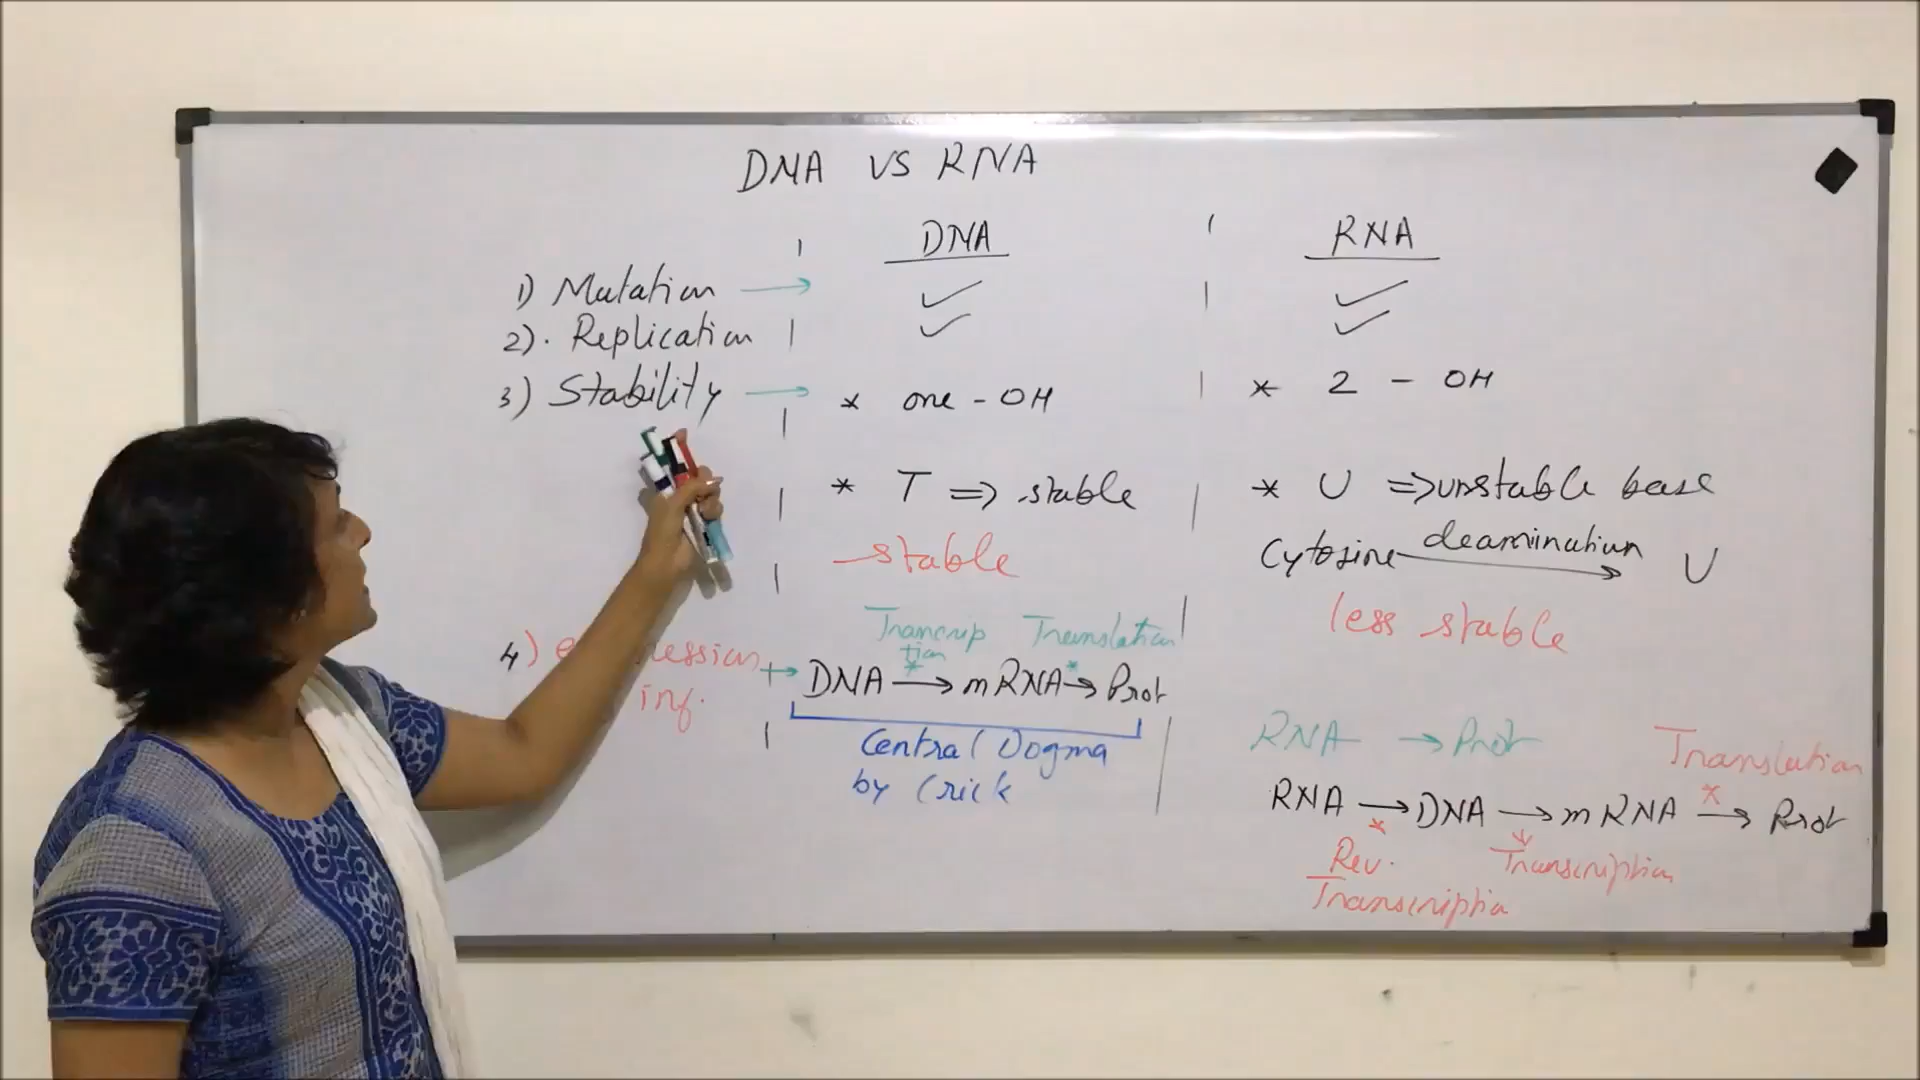 DNA VS RNA
DNA
RNA
1) Mutation
2). Replication
3) Stability
* one - OH
* 2 - OH
* T => stable
* U => unstable base
stable
Cytosine deamination U
less stable
Trancrip
tion
Translation
4)
inf.
DNA → mRNA → Prot
Central Dogma
by Crick
RNA → Prot
Translation
RNA → DNA → mRNA → Prot
Rev.
Transcriptio
Transcription